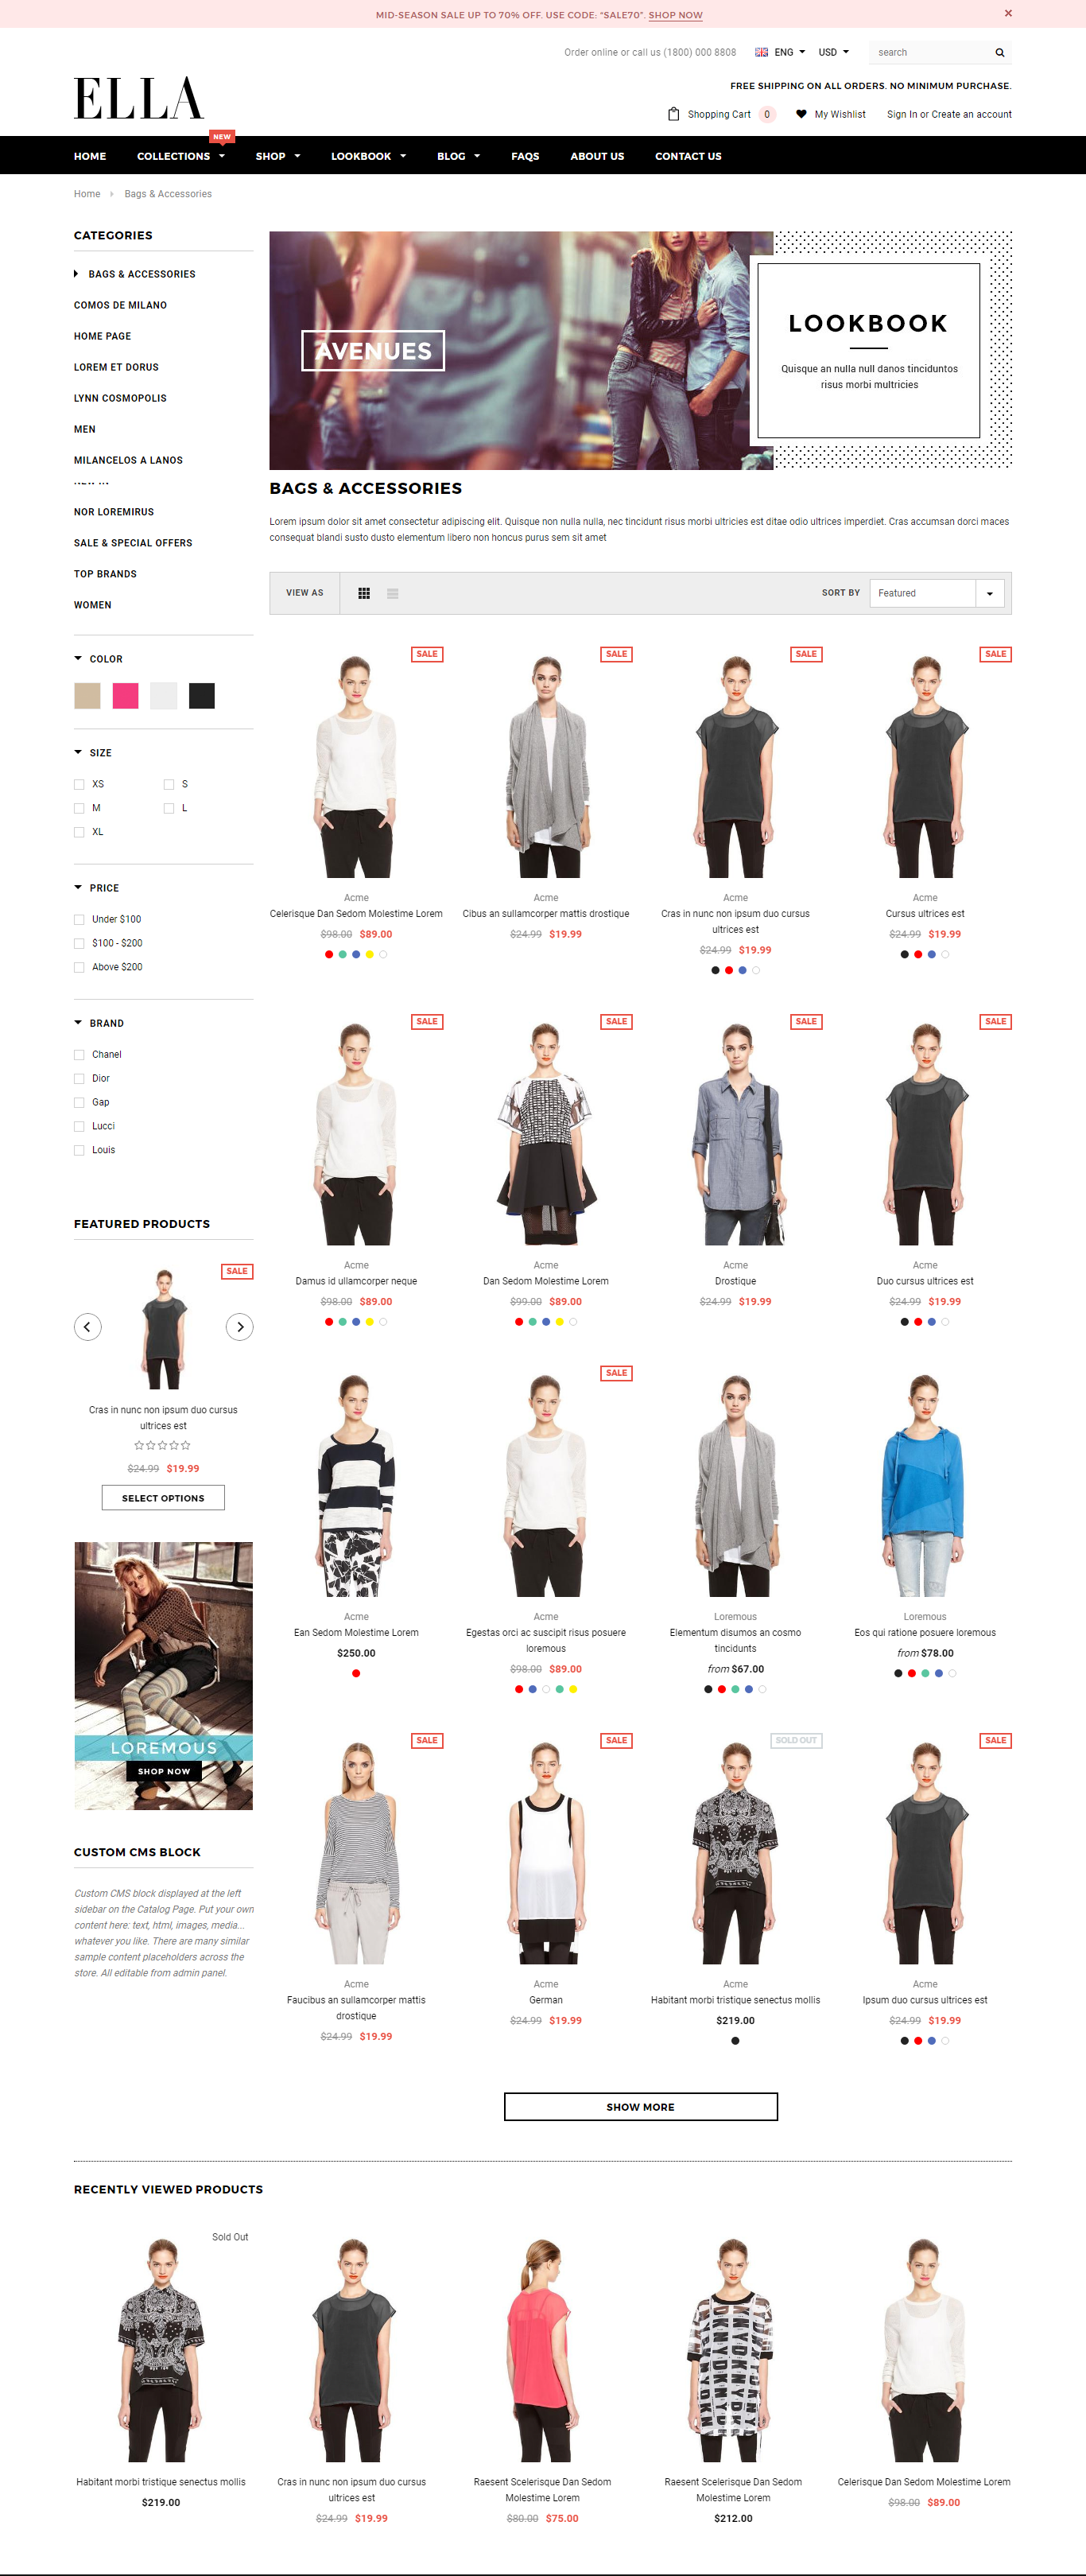 MID-SEASON SALE UP TO 70% OFF. USE CODE: "SALE70". SHOP NOW
Order online or call us (1800) 000 8808
ENG
USD
search
ELLA
FREE SHIPPING ON ALL ORDERS. NO MINIMUM PURCHASE.
Shopping Cart 0
My Wishlist
Sign In or Create an account
NEW
HOME COLLECTIONS SHOP LOOKBOOK BLOG FAQS ABOUT US CONTACT US
Home Bags & Accessories
CATEGORIES
BAGS & ACCESSORIES
COMOS DE MILANO
HOME PAGE
LOREM ET DORUS
LYNN COSMOPOLIS
MEN
MILANCELOS A LANOS
NOR LOREMIRUS
SALE & SPECIAL OFFERS
TOP BRANDS
WOMEN
COLOR
SIZE
XS S
M L
XL
PRICE
Under $100
$100 - $200
Above $200
BRAND
Chanel
Dior
Gap
Lucci
Louis
FEATURED PRODUCTS
SALE
Cras in nunc non ipsum duo cursus
ultrices est
$24.99 $19.99
SELECT OPTIONS
LOREMOUS
SHOP NOW
CUSTOM CMS BLOCK
Custom CMS block displayed at the left
sidebar on the Catalog Page. Put your own
content here: text, html, images, media...
whatever you like. There are many similar
sample content placeholders across the
store. All editable from admin panel.
AVENUES
LOOKBOOK
Quisque an nulla null danos tinciduntos
risus morbi multricies
BAGS & ACCESSORIES
Lorem ipsum dolor sit amet consectetur adipiscing elit. Quisque non nulla nulla, nec tincidunt risus morbi ultricies est ditae odio ultrices imperdiet. Cras accumsan dorci maces
consequat blandi susto dusto elementum libero non honcus purus sem sit amet
VIEW AS
SORT BY Featured
SALE
Acme
Celerisque Dan Sedom Molestime Lorem
$98.00 $89.00
SALE
Acme
Cibus an sullamcorper mattis drostique
$24.99 $19.99
SALE
Acme
Cras in nunc non ipsum duo cursus
ultrices est
$24.99 $19.99
SALE
Acme
Cursus ultrices est
$24.99 $19.99
SALE
Acme
Damus id ullamcorper neque
$98.00 $89.00
SALE
Acme
Dan Sedom Molestime Lorem
$99.00 $89.00
SALE
Acme
Drostique
$24.99 $19.99
SALE
Acme
Duo cursus ultrices est
$24.99 $19.99
Acme
Ean Sedom Molestime Lorem
$250.00
SALE
Acme
Egestas orci ac suscipit risus posuere
loremous
$98.00 $89.00
Loremous
Elementum disumos an cosmo
tincidunts
from $67.00
Loremous
Eos qui ratione posuere loremous
from $78.00
SALE
Acme
Faucibus an sullamcorper mattis
drostique
$24.99 $19.99
SALE
Acme
German
$24.99 $19.99
SOLD OUT
Acme
Habitant morbi tristique senectus mollis
$219.00
SALE
Acme
Ipsum duo cursus ultrices est
$24.99 $19.99
SHOW MORE
RECENTLY VIEWED PRODUCTS
Sold Out
Habitant morbi tristique senectus mollis
$219.00
Cras in nunc non ipsum duo cursus
ultrices est
$24.99 $19.99
Raesent Scelerisque Dan Sedom
Molestime Lorem
$80.00 $75.00
Raesent Scelerisque Dan Sedom
Molestime Lorem
$212.00
Celerisque Dan Sedom Molestime Lorem
$98.00 $89.00